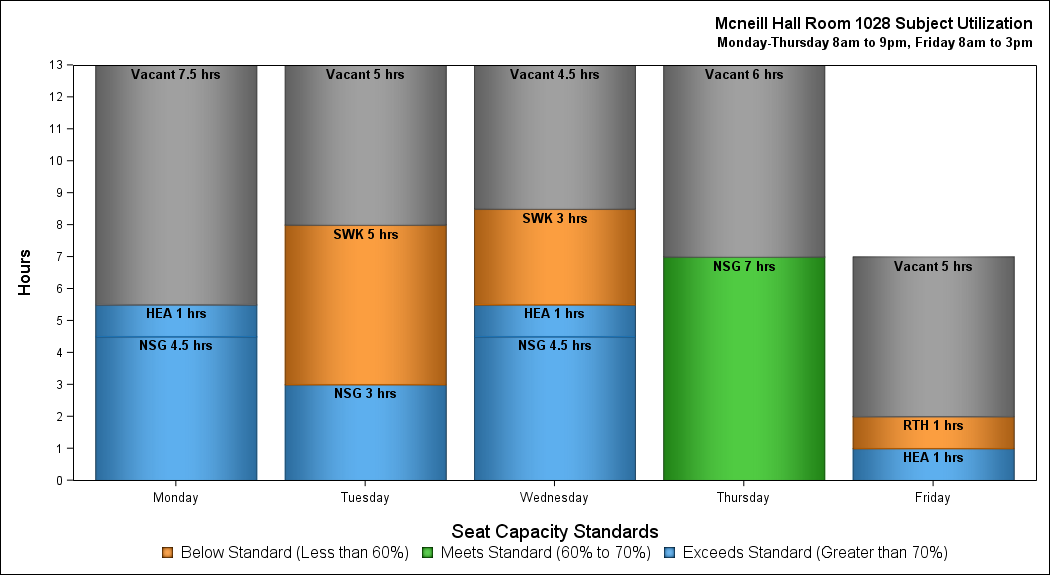 Mcneill Hall Room 1028 Subject Utilization
Monday-Thursday 8am to 9pm, Friday 8am to 3pm
Hours
13
12
11
10
9
8
7
6
5
4
3
2
1
0
Vacant 7.5 hrs
HEA 1 hrs
NSG 4.5 hrs
Vacant 5 hrs
SWK 5 hrs
NSG 3 hrs
Vacant 4.5 hrs
SWK 3 hrs
HEA 1 hrs
NSG 4.5 hrs
Vacant 6 hrs
NSG 7 hrs
Vacant 5 hrs
RTH 1 hrs
HEA 1 hrs
Monday Tuesday Wednesday Thursday Friday
Seat Capacity Standards
Below Standard (Less than 60%) Meets Standard (60% to 70%) Exceeds Standard (Greater than 70%)